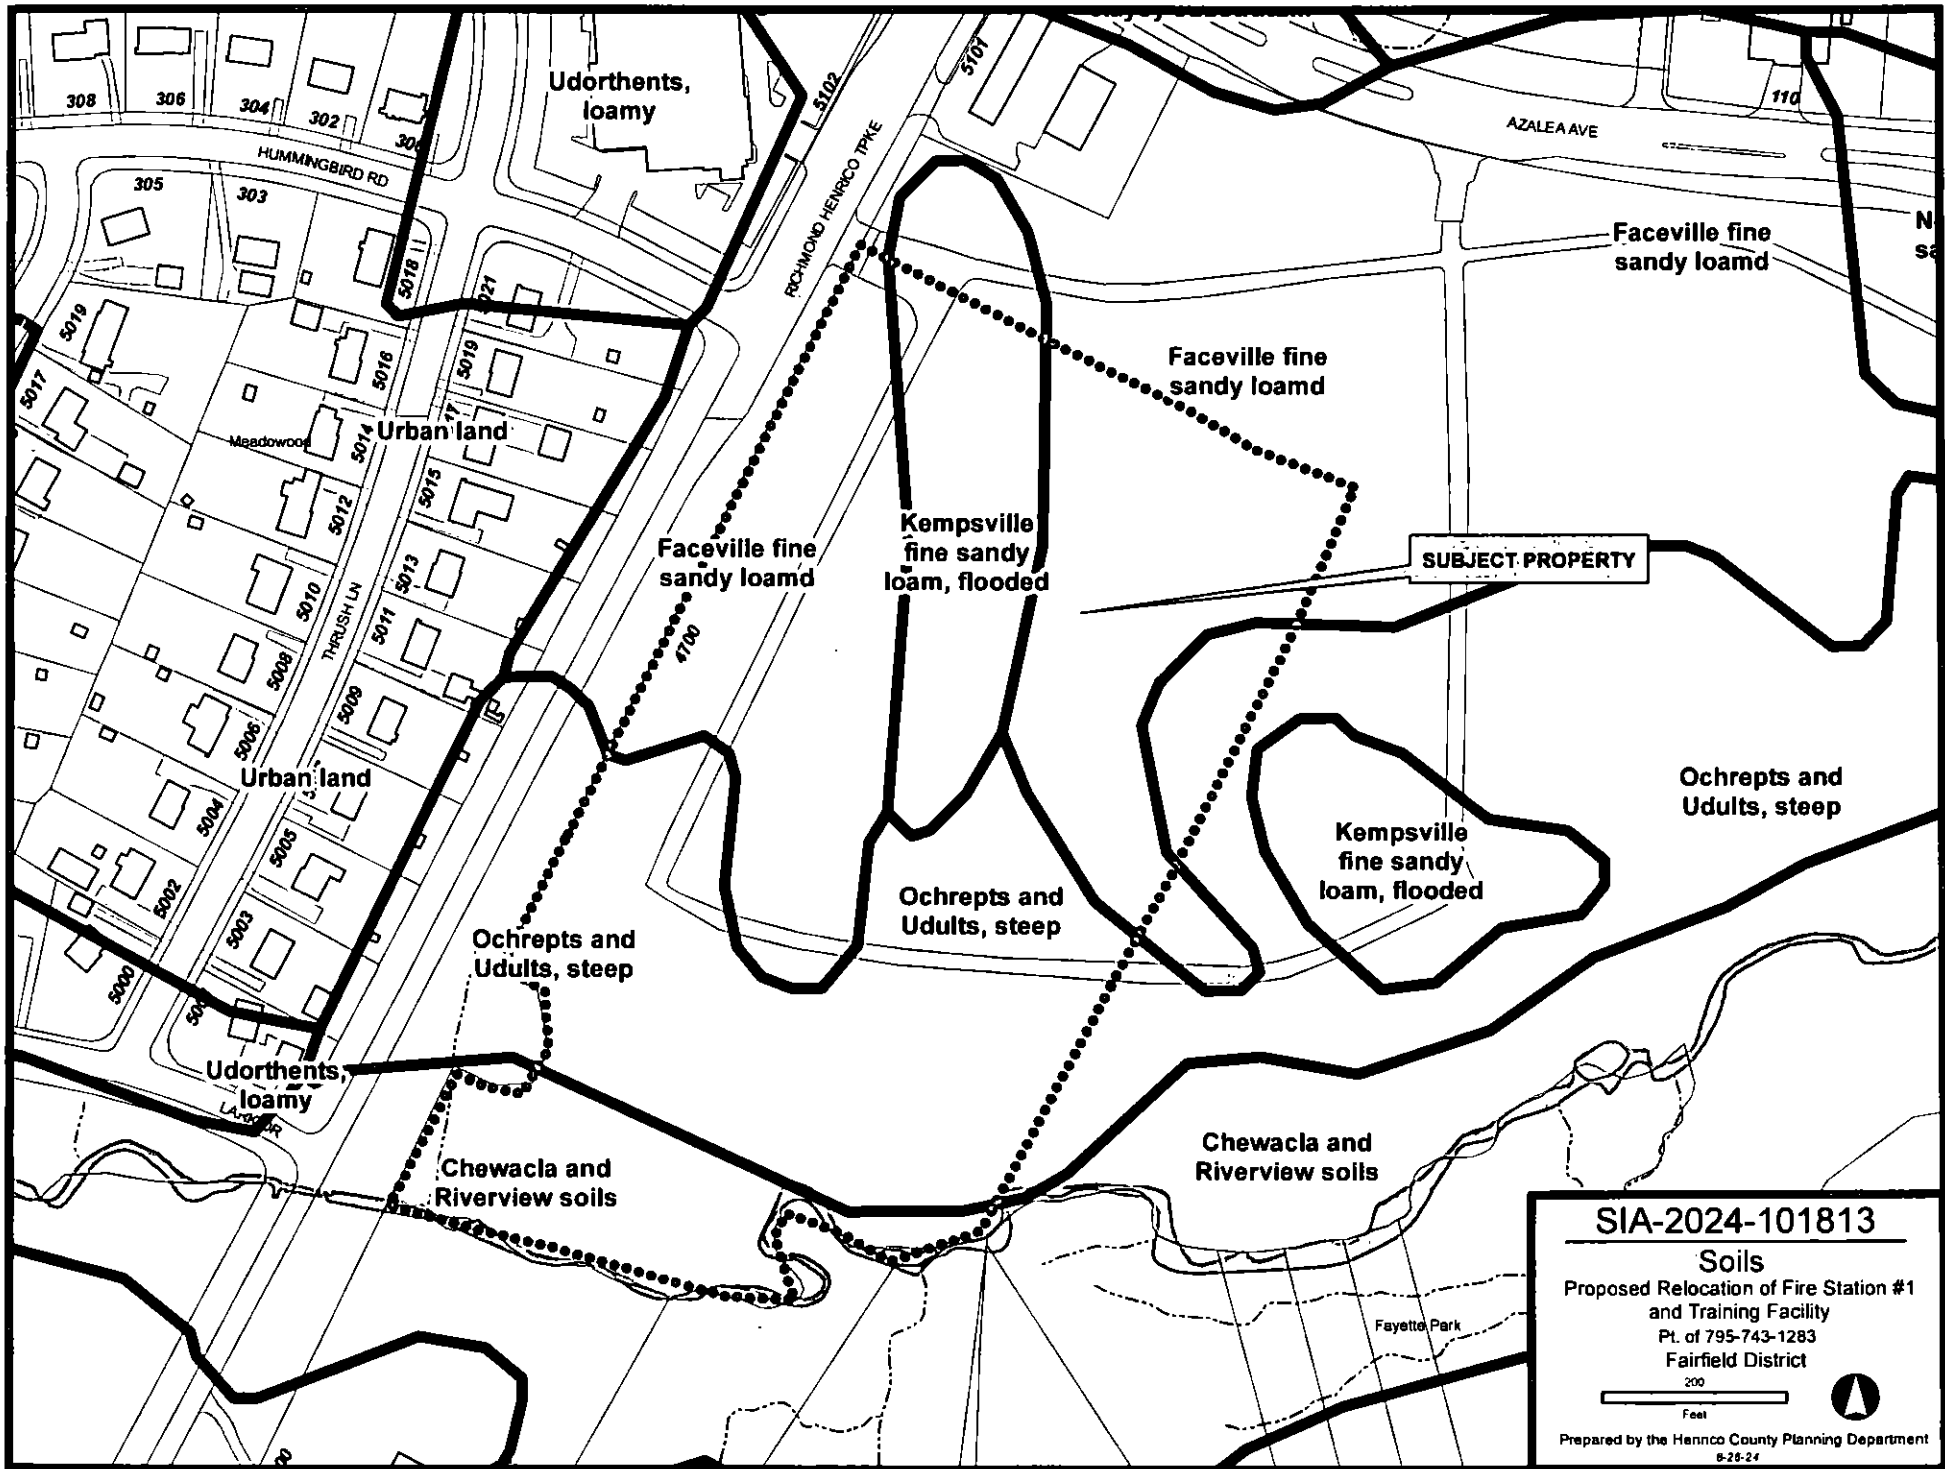 Udorthents,
loamy
5102
5101
110
AZALEA AVE
308
306
304
302
HUMMINGBIRD RD
305
303
RICHMOND HENRICO TPKE
Faceville fine
sandy loamd
5018
5021
5019
5017
5016
5019
Faceville fine
sandy loamd
Meadowood
5014
Urban land
5015
5012
Kempsville
fine sandy
loam, flooded
Faceville fine
sandy loamd
SUBJECT PROPERTY
5013
5010
THRUSH LN
5011
4700
5008
5009
5006
Urban land
5004
5005
Ochrepts and
Udults, steep
Kempsville
fine sandy
loam, flooded
5002
5003
Ochrepts and
Udults, steep
Ochrepts and
Udults, steep
5000
Udorthents,
loamy
LARK DR
Chewacla and
Riverview soils
Chewacla and
Riverview soils
Fayette Park
SIA-2024-101813
Soils
Proposed Relocation of Fire Station #1
and Training Facility
Pt. of 795-743-1283
Fairfield District
200
Feet
Prepared by the Henrico County Planning Department